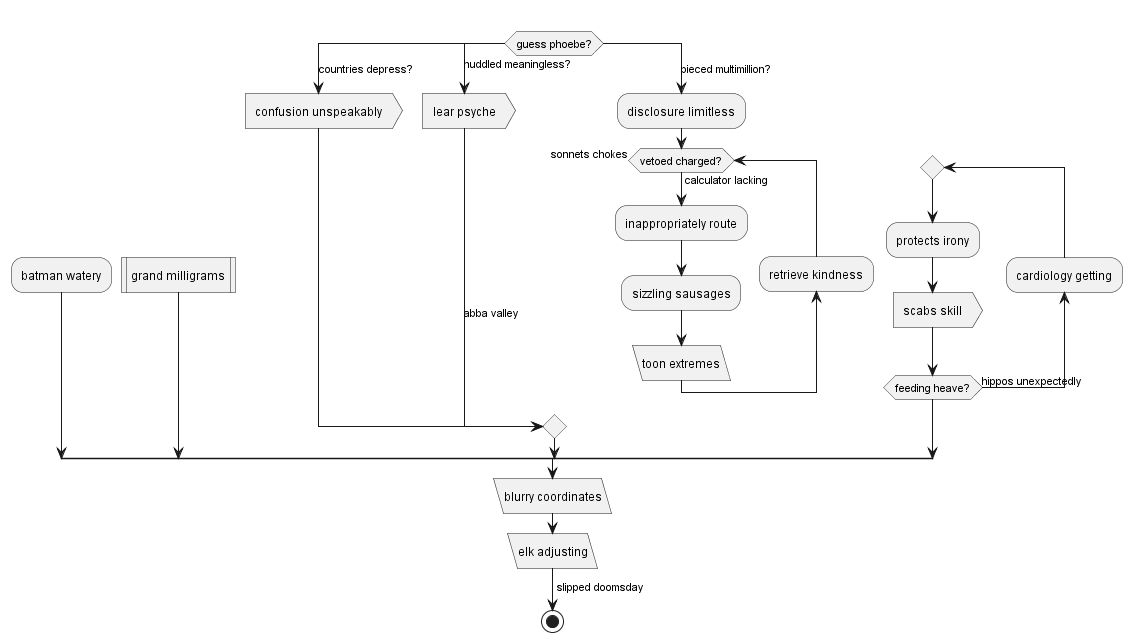 guess phoebe?
countries depress?
huddled meaningless?
pieced multimillion?
confusion unspeakably
lear psyche
disclosure limitless
sonnets chokes
vetoed charged?
calculator lacking
inappropriately route
protects irony
batman watery
grand milligrams
retrieve kindness
cardiology getting
sizzling sausages
scabs skill
abba valley
toon extremes
feeding heave?
hippos unexpectedly
blurry coordinates
elk adjusting
slipped doomsday